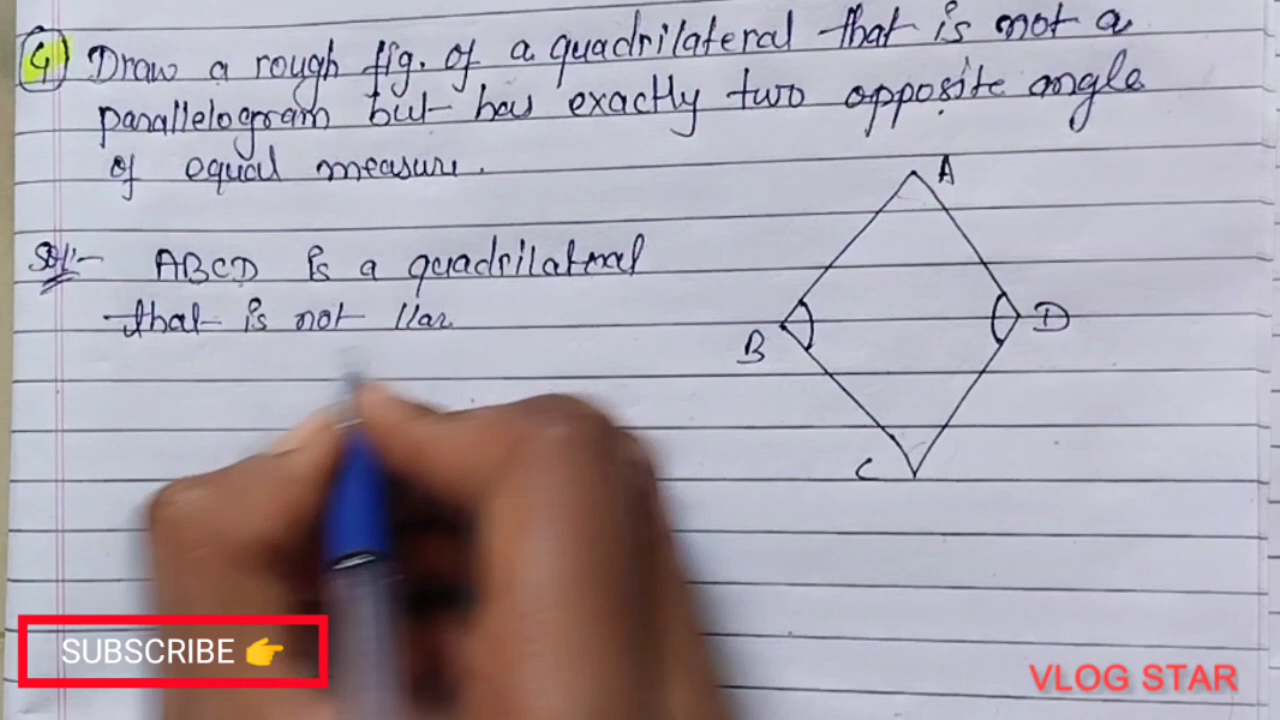 4) Draw a rough fig. of a quadrilateral that is not a
parallelogram but has exactly two opposite angle
of equal measure.
A
Sol:- ABCD is a quadrilateral
that is not llar
B
D
C
SUBSCRIBE 👉
VLOG STAR